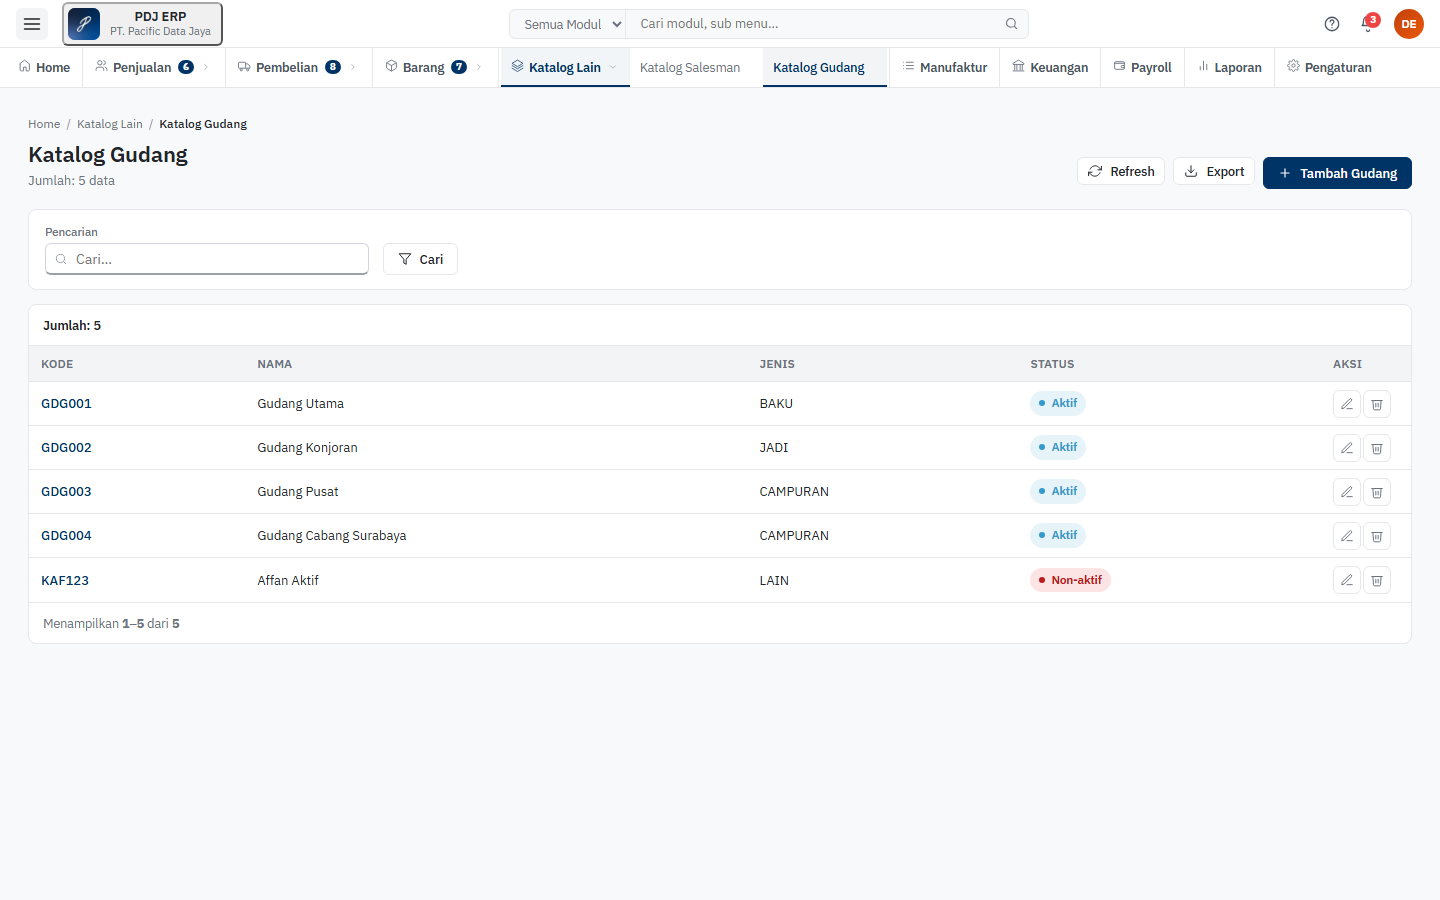 PDJ ERP
PT. Pacific Data Jaya
Semua Modul
Cari modul, sub menu...
3
DE
Home
Penjualan 6
Pembelian 8
Barang 7
Katalog Lain
Katalog Salesman
Katalog Gudang
Manufaktur
Keuangan
Payroll
Laporan
Pengaturan
Home / Katalog Lain / Katalog Gudang
Katalog Gudang
Jumlah: 5 data
Refresh
Export
Tambah Gudang
Pencarian
Cari...
Cari
Jumlah: 5
KODE NAMA JENIS STATUS AKSI
GDG001 Gudang Utama BAKU Aktif
GDG002 Gudang Konjoran JADI Aktif
GDG003 Gudang Pusat CAMPURAN Aktif
GDG004 Gudang Cabang Surabaya CAMPURAN Aktif
KAF123 Affan Aktif LAIN Non-aktif
Menampilkan 1–5 dari 5